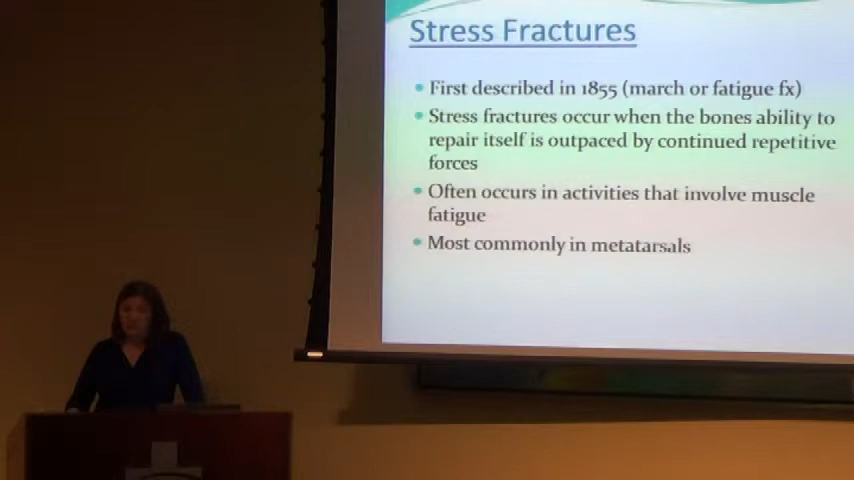 Stress Fractures
First described in 1855 (march or fatigue fx)
Stress fractures occur when the bones ability to
repair itself is outpaced by continued repetitive
forces
Often occurs in activities that involve muscle
fatigue
Most commonly in metatarsals